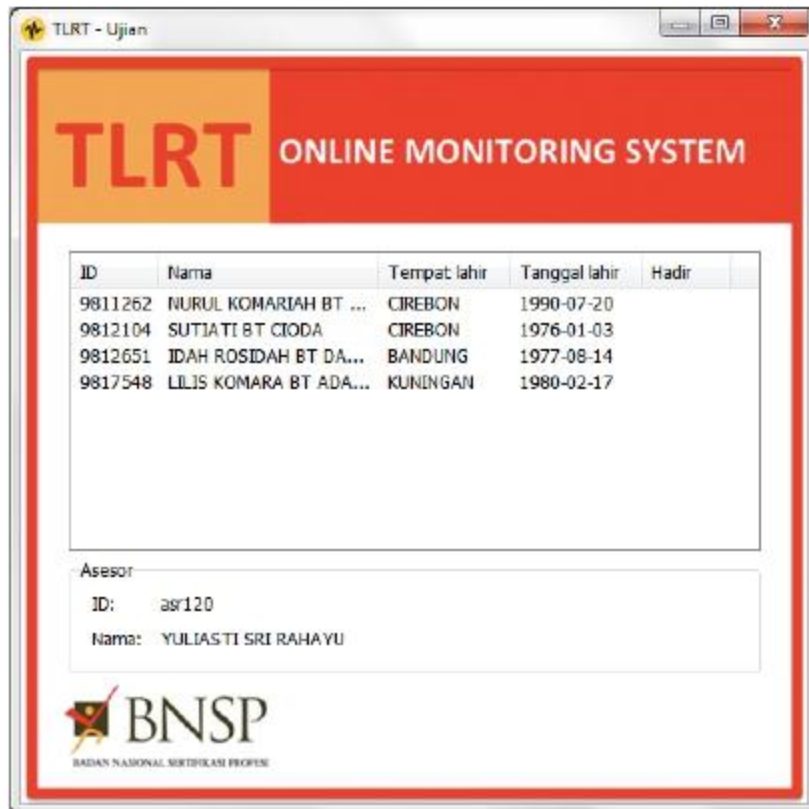 TLRT - Ujian
TLRT ONLINE MONITORING SYSTEM
ID Nama Tempat lahir Tanggal lahir Hadir
9811262 NURUL KOMARIAH BT ... CIREBON 1990-07-20
9812104 SUTIATI BT CIODA CIREBON 1976-01-03
9812651 IDAH ROSIDAH BT DA... BANDUNG 1977-08-14
9817548 LILIS KOMARA BT ADA... KUNINGAN 1980-02-17
Asesor
ID: asr120
Nama: YULIASTI SRI RAHAYU
BNSP
BADAN NASIONAL SERTIFIKASI PROFESI